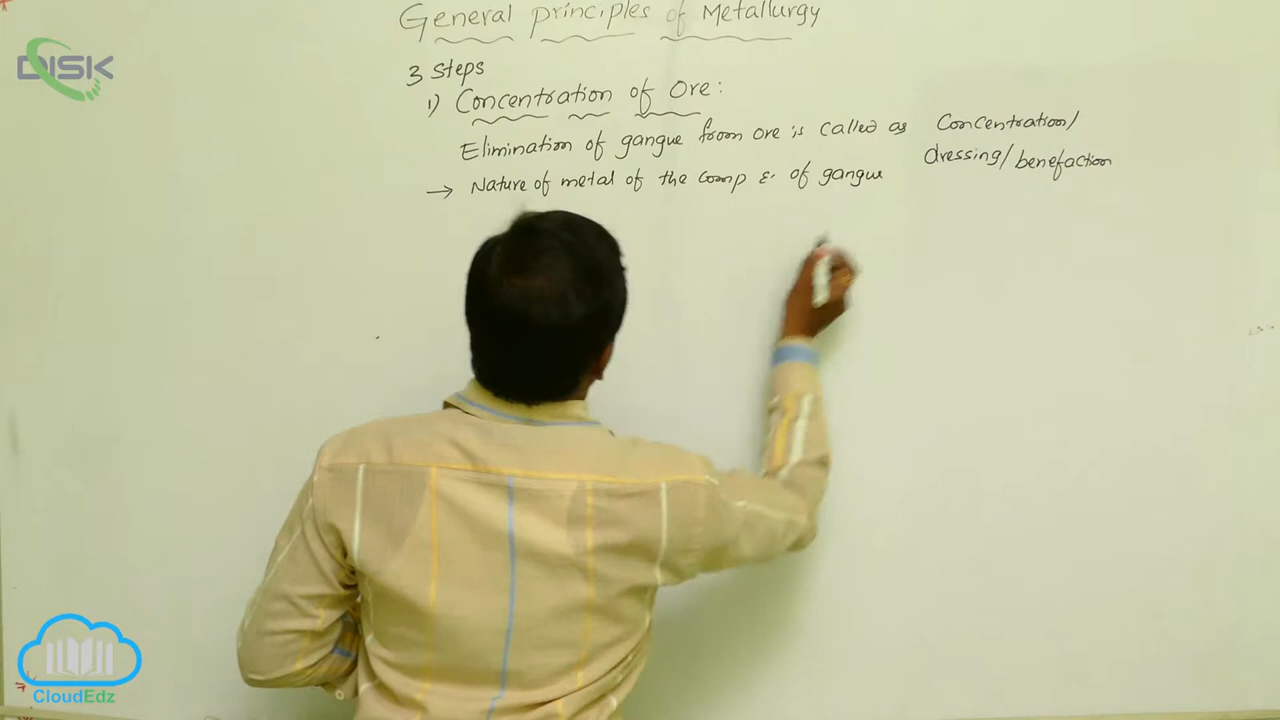 General principles of Metallurgy
DISK
3 steps
1) Concentration of Ore:
Elimination of gangue from ore is called as Concentration/
dressing/benefaction
→ Nature of metal of the comp &. of gangue
CloudEdz